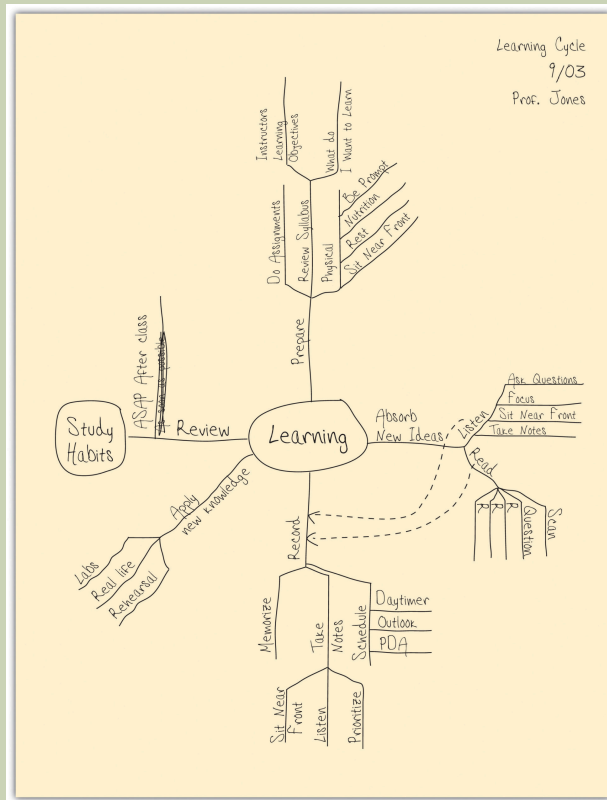 Learning Cycle
9/03
Prof. Jones
Instructors
Learning
Objectives
What do
I Want to Learn
Do Assignments
Review Syllabus
Physical
Be Prompt
Nutrition
Rest
Sit Near Front
Prepare
ASAP After class
Review
Study
Habits
Learning
Absorb
New Ideas
Listen
Ask Questions
Focus
Sit Near Front
Take Notes
Read
R
R
R
Question
Scan
Apply
new knowledge
Labs
Real life
Rehearsal
Record
Memorize
Take
Notes
Schedule
Daytimer
Outlook
PDA
Sit Near
Front
Listen
Prioritize